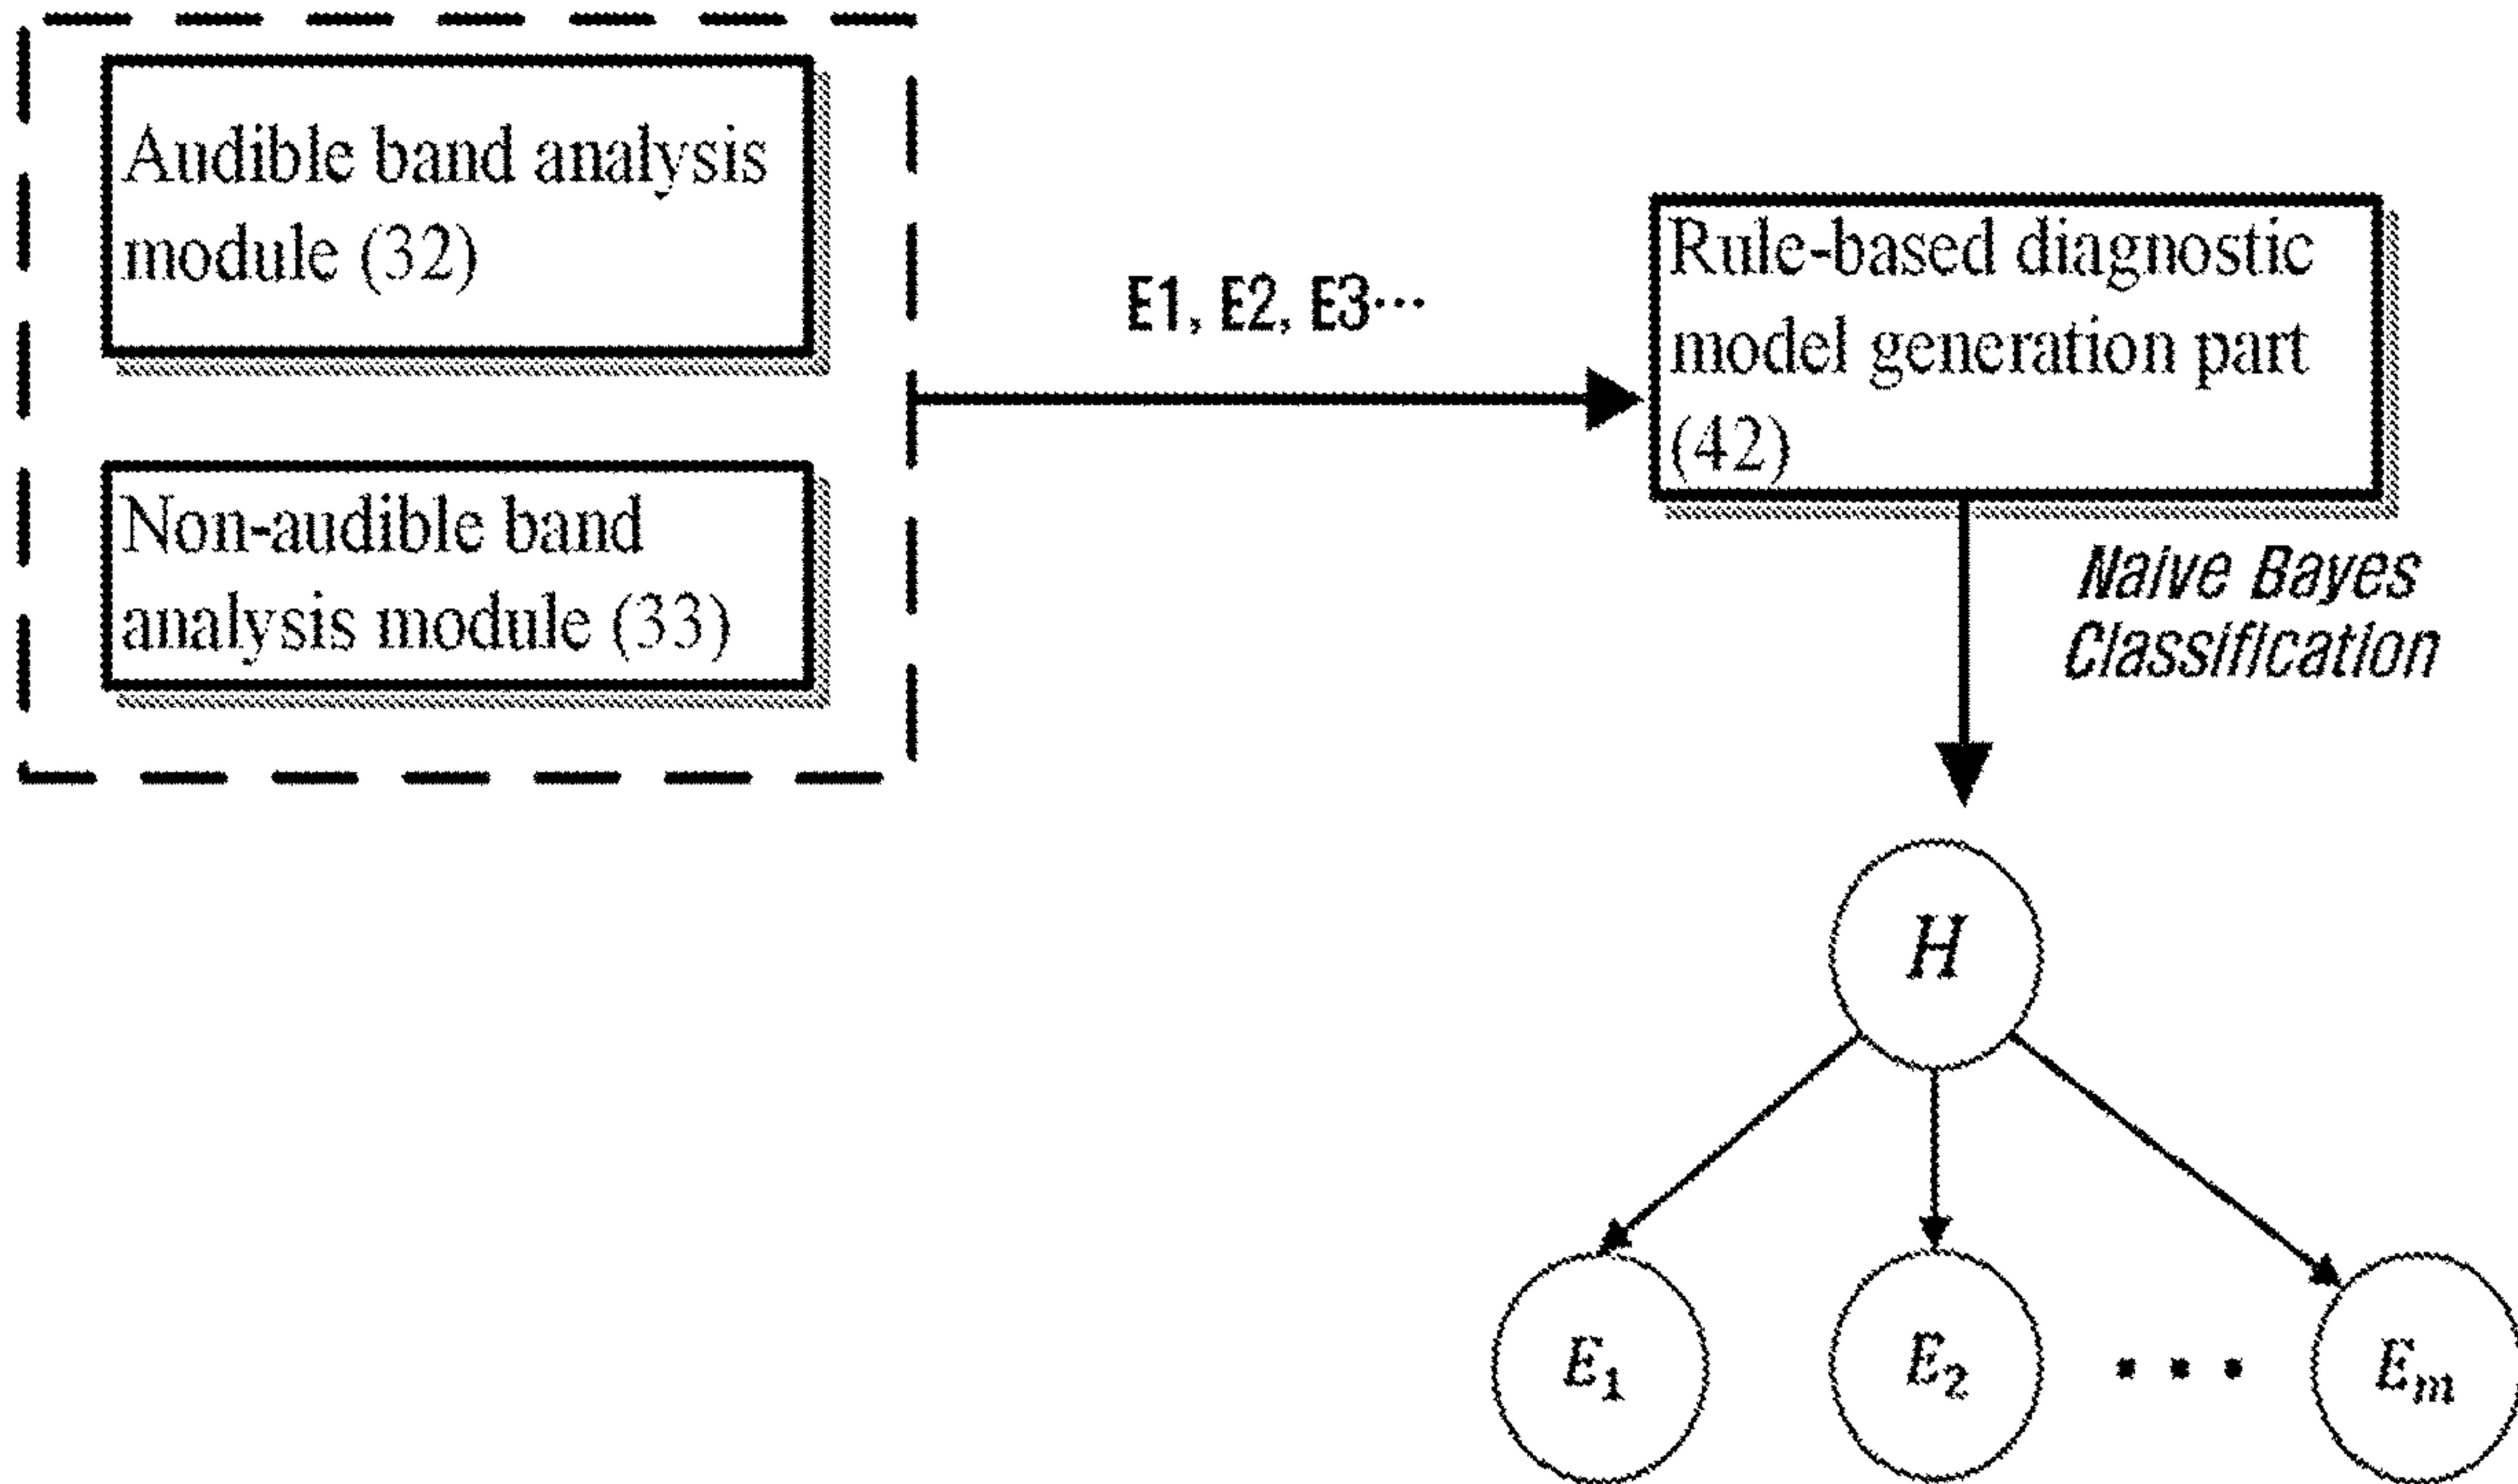 Audible band analysis
module (32)
Non-audible band
analysis module (33)
E1, E2, E3···
Rule-based diagnostic
model generation part
(42)
Naive Bayes
Classification
H
E₁
E₂
• • •
Eₘ